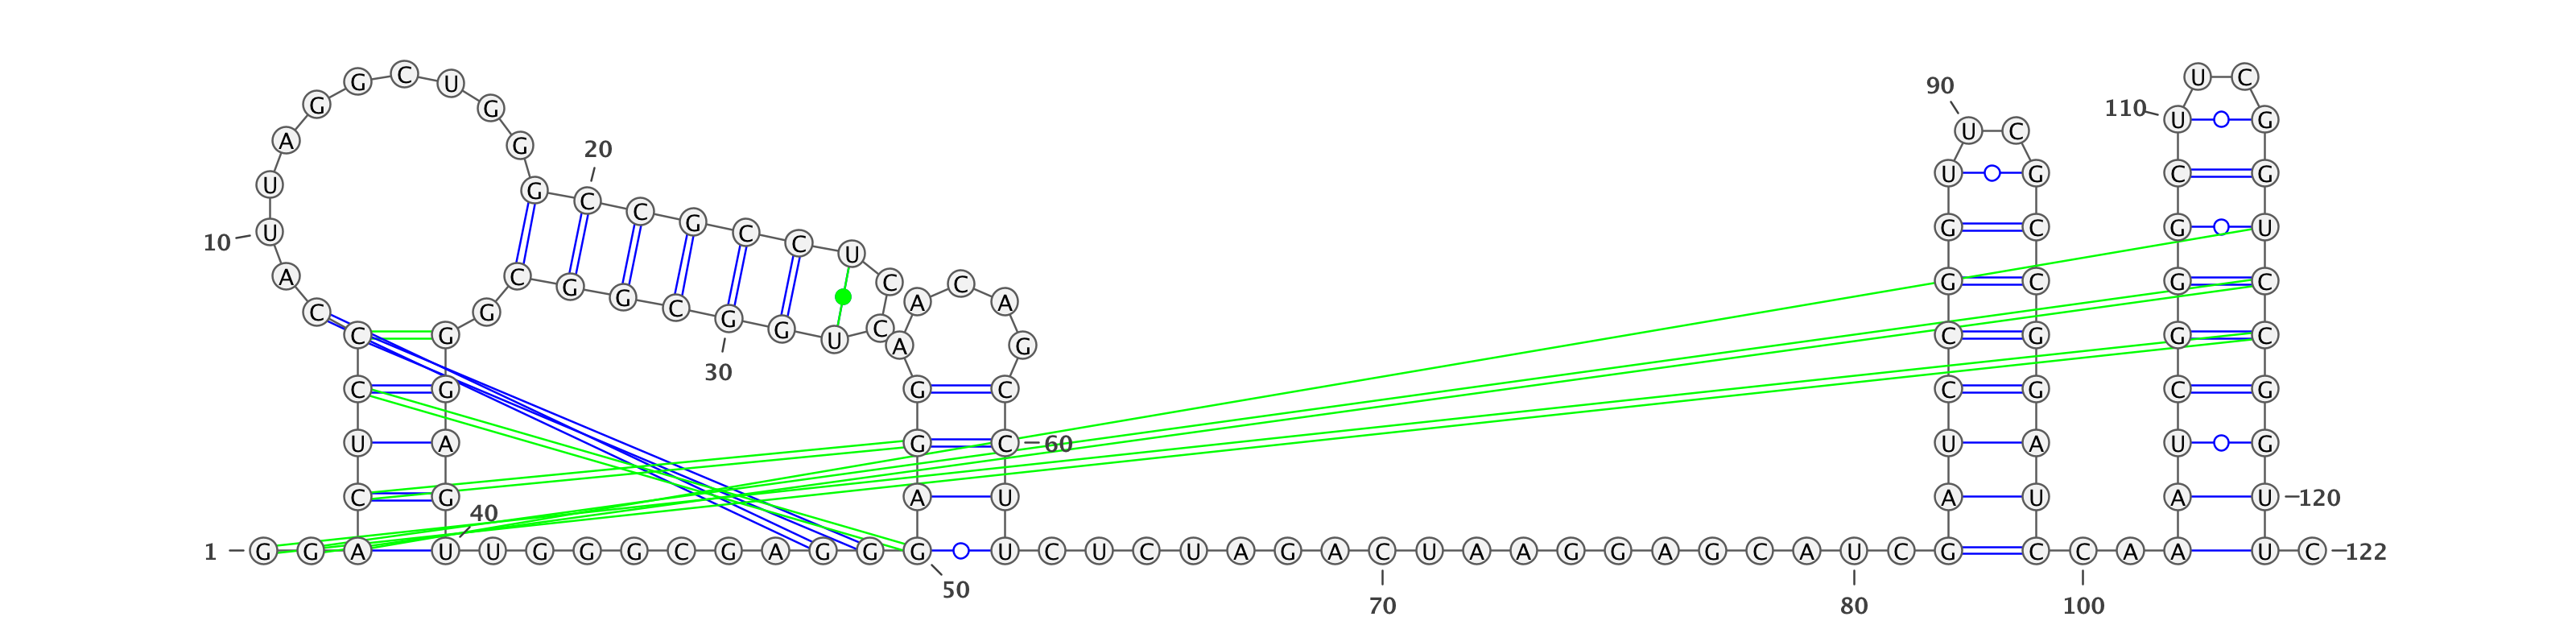 1
G G A C U C C C A
10
U U A G G C U G G G
20
C C G C C U C C U G
30
G C G G C G G G A G
40
U U G G G C G A G G
50
G A G G A A C A G C
60
C U U C U C U A G A
70
C U A A G G A G C A
80
U C G A U C C G G U
90
U C G C C G G A U C
100
C A A A U C G G G C
110
U U C G G U C C G G
120
U U C
122